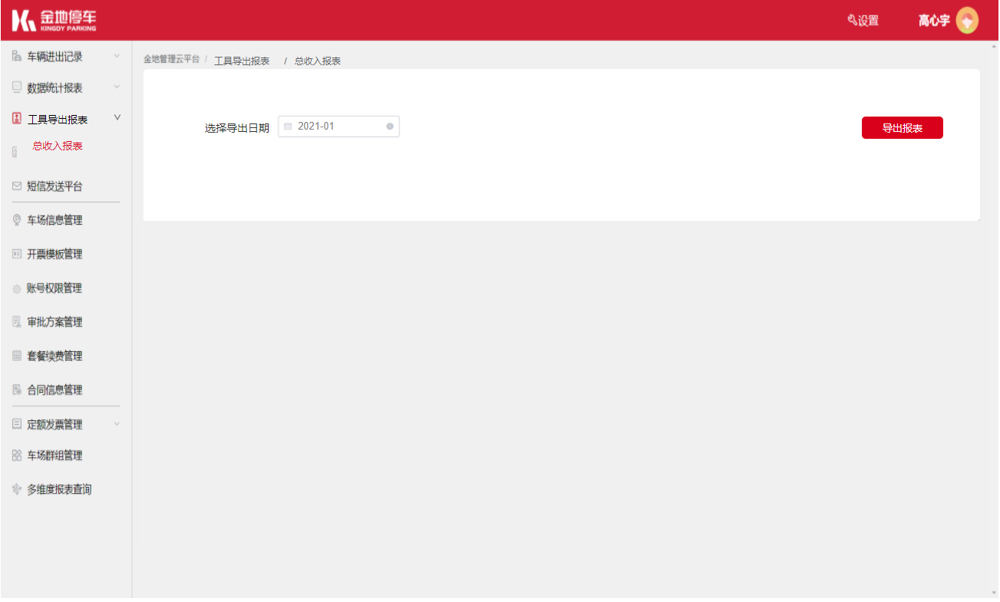 金地停车
KINGDY PARKING
设置
高心宇
车辆进出记录
数据统计报表
工具导出报表
总收入报表
短信发送平台
车场信息管理
开票模板管理
账号权限管理
审批方案管理
套餐续费管理
合同信息管理
定额发票管理
车场群组管理
多维度报表查询
金地管理云平台 / 工具导出报表 / 总收入报表
选择导出日期 2021-01
导出报表